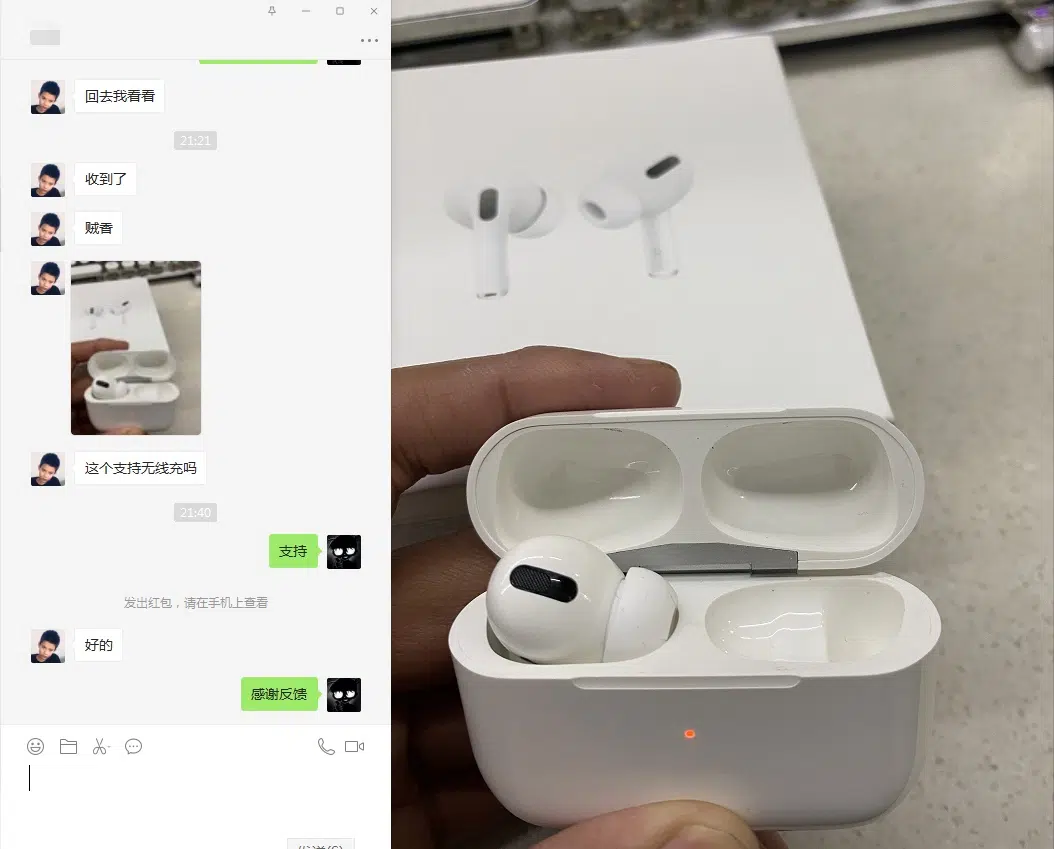 回去我看看
21:21
收到了
贼香
这个支持无线充吗
21:40
支持
发出红包，请在手机上查看
好的
感谢反馈